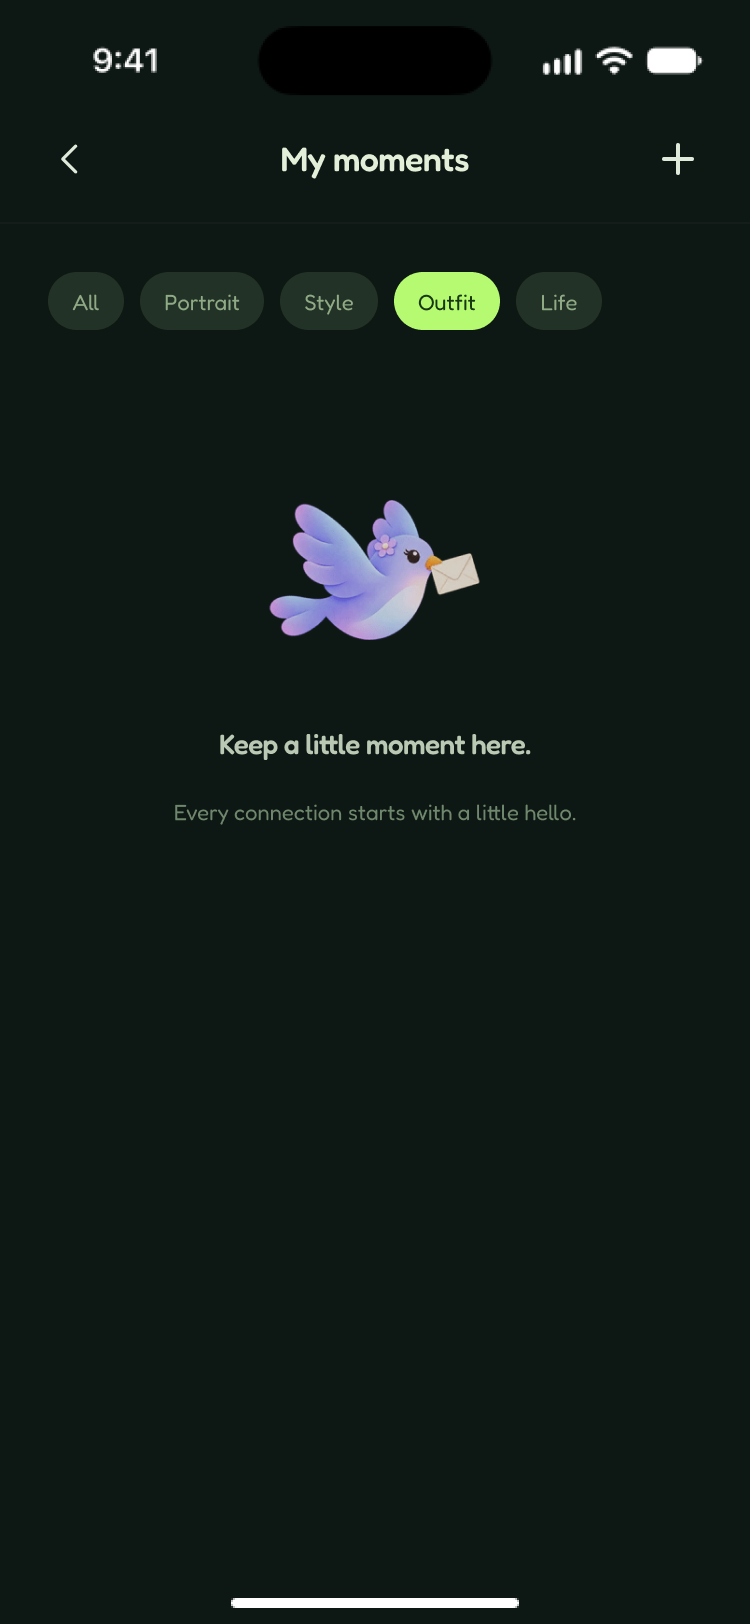 9:41
My moments
All Portrait Style Outfit Life
Keep a little moment here.
Every connection starts with a little hello.